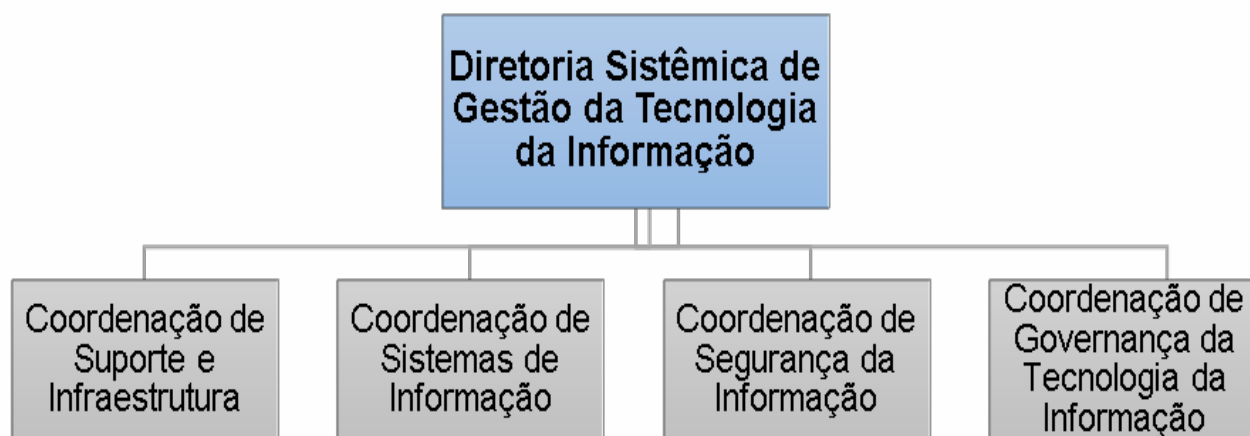 Diretoria Sistêmica de
Gestão da Tecnologia
da Informação
Coordenação de
Suporte e
Infraestrutura
Coordenação de
Sistemas de
Informação
Coordenação de
Segurança da
Informação
Coordenação de
Governança da
Tecnologia da
Informação